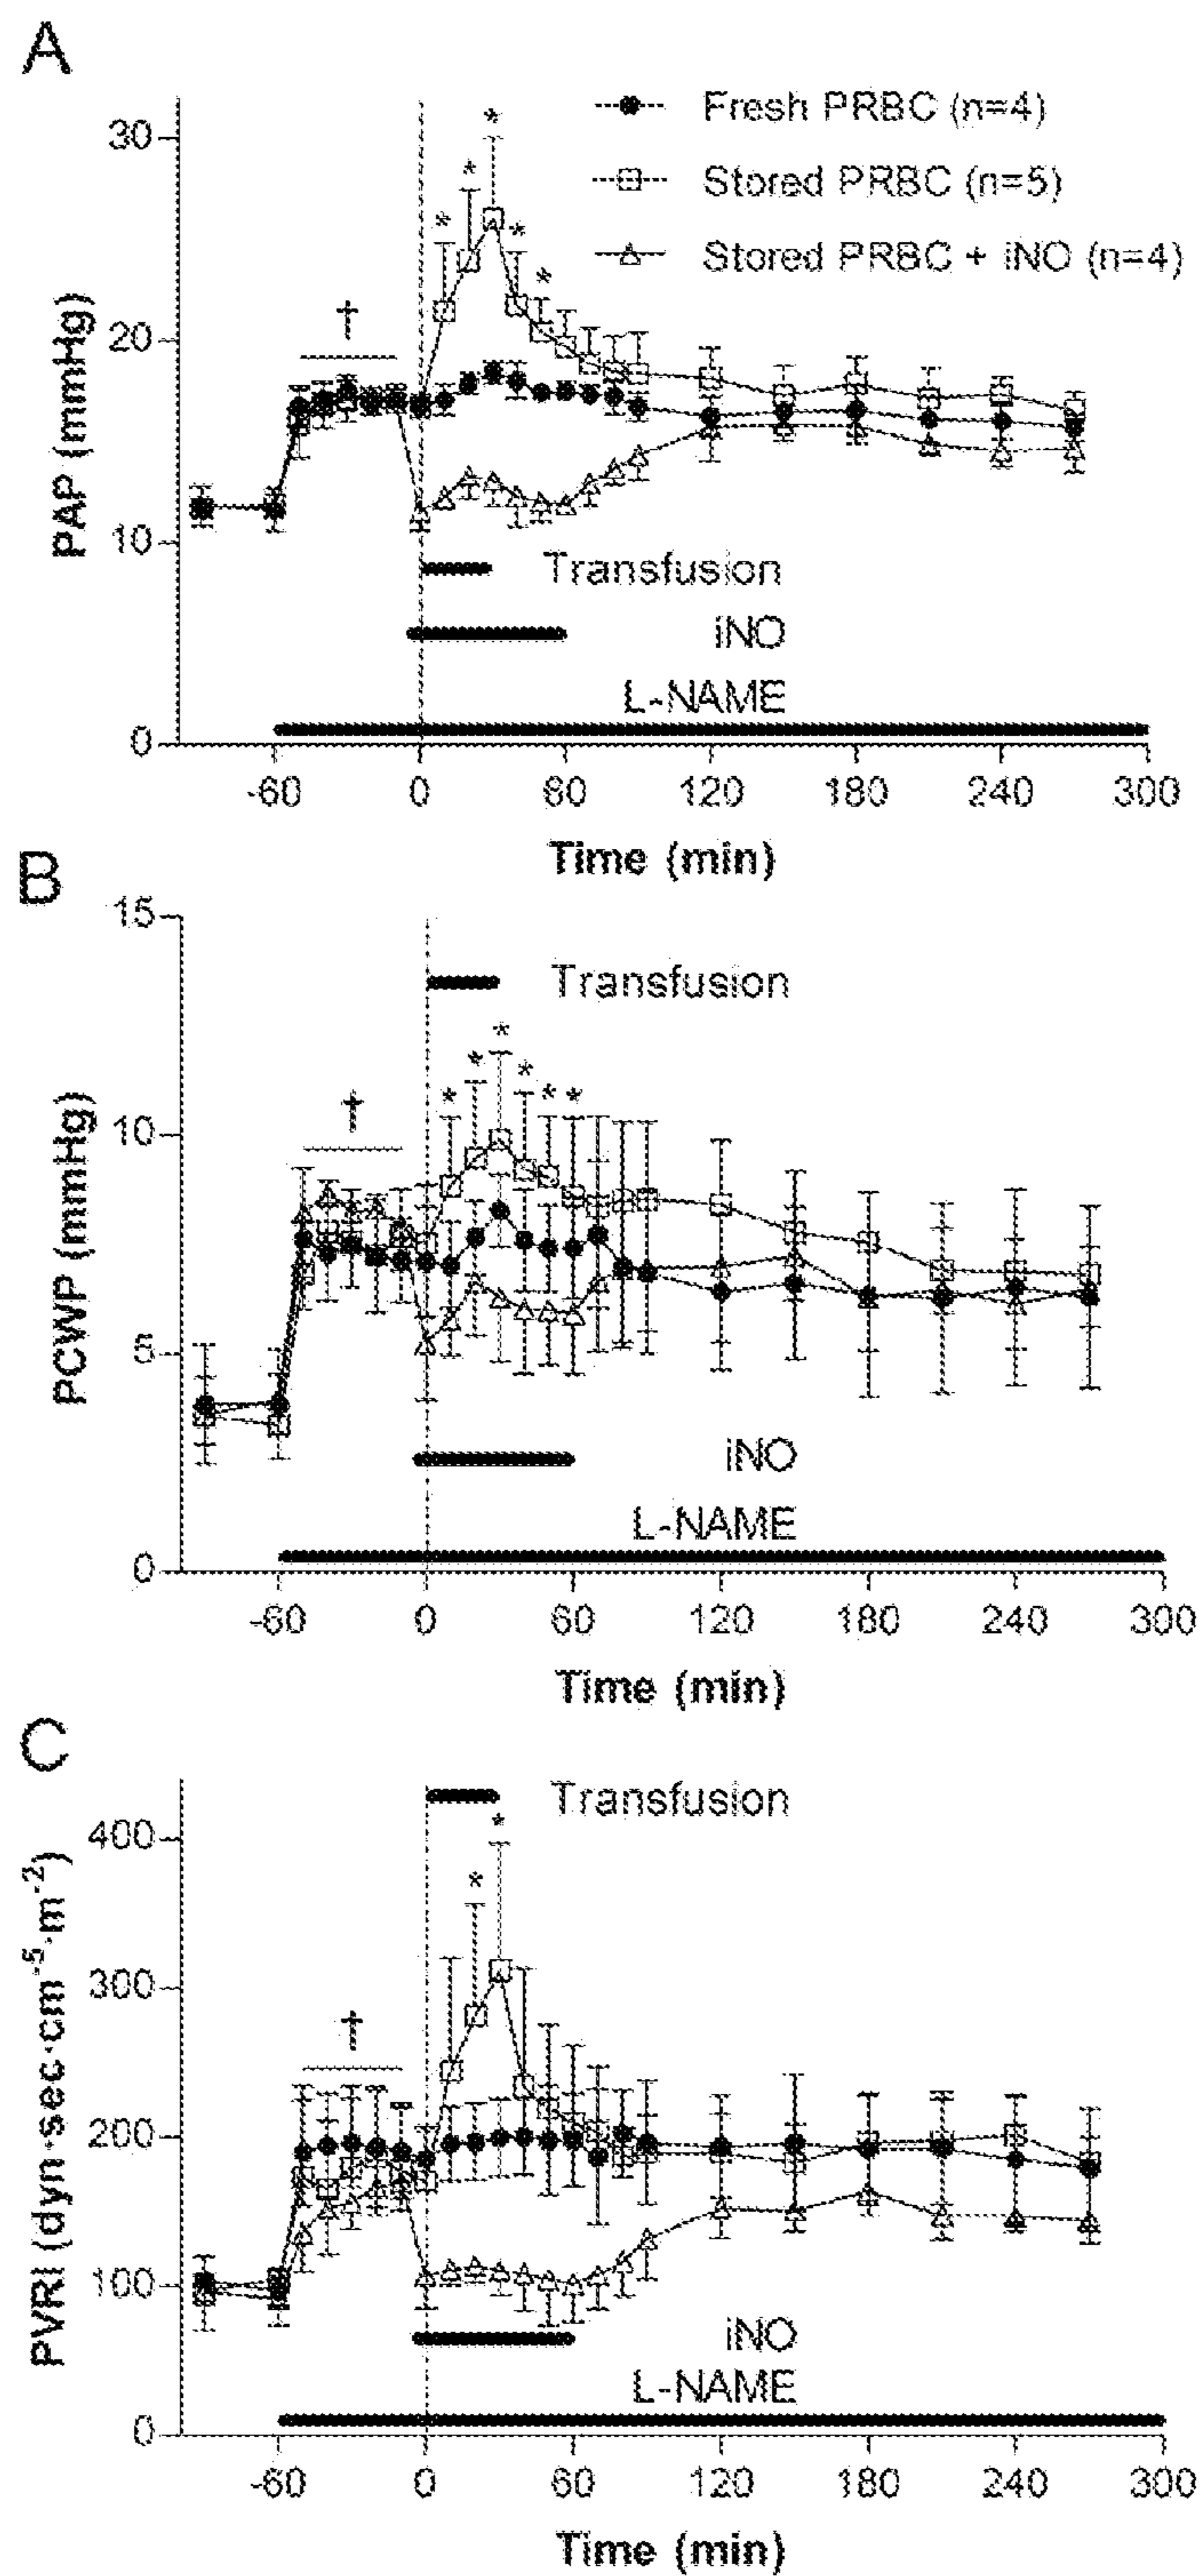 A
Fresh PRBC (n=4)
Stored PRBC (n=5)
Stored PRBC + iNO (n=4)
PAP (mmHg)
30
20
10
0
* * * * *
†
Transfusion
iNO
L-NAME
-60 0 60 120 180 240 300
Time (min)
B
PCWP (mmHg)
15
10
5
0
Transfusion
* * * * * *
†
iNO
L-NAME
-60 0 60 120 180 240 300
Time (min)
C
PVRI (dyn·sec·cm⁻⁵·m⁻²)
400
300
200
100
0
Transfusion
* *
†
iNO
L-NAME
-60 0 60 120 180 240 300
Time (min)